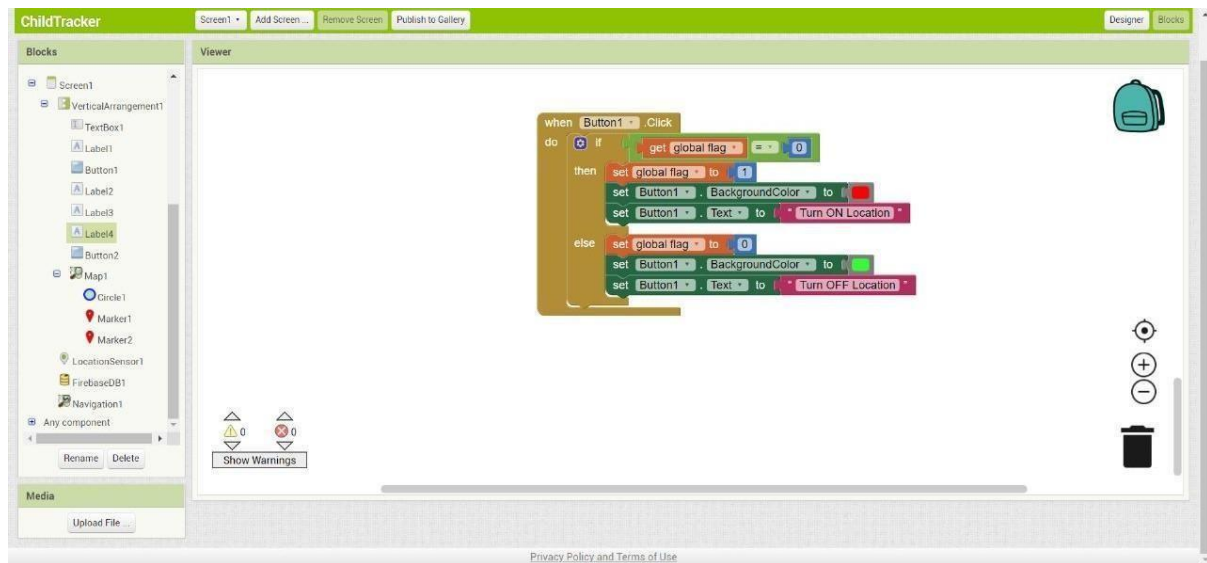 ChildTracker
Screen1 Add Screen ... Remove Screen Publish to Gallery
Designer Blocks
Blocks
Screen1
VerticalArrangement1
TextBox1
Label1
Button1
Label2
Label3
Label4
Button2
Map1
Circle1
Marker1
Marker2
LocationSensor1
FirebaseDB1
Navigation1
Any component
Rename Delete
Media
Upload File ...
Viewer
when Button1 .Click
do if get global flag = 0
then set global flag to 1
set Button1 . BackgroundColor to
set Button1 . Text to " Turn ON Location "
else set global flag to 0
set Button1 . BackgroundColor to
set Button1 . Text to " Turn OFF Location "
0 0
Show Warnings
Privacy Policy and Terms of Use